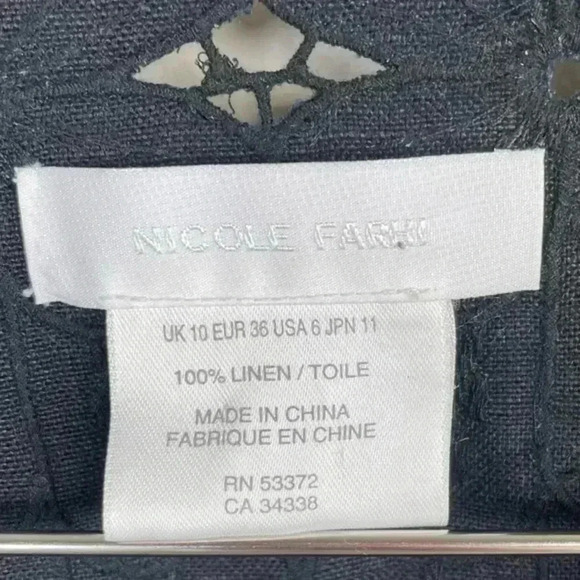 NICOLE FARHI
UK 10 EUR 36 USA 6 JPN 11
100% LINEN / TOILE
MADE IN CHINA
FABRIQUE EN CHINE
RN 53372
CA 34338